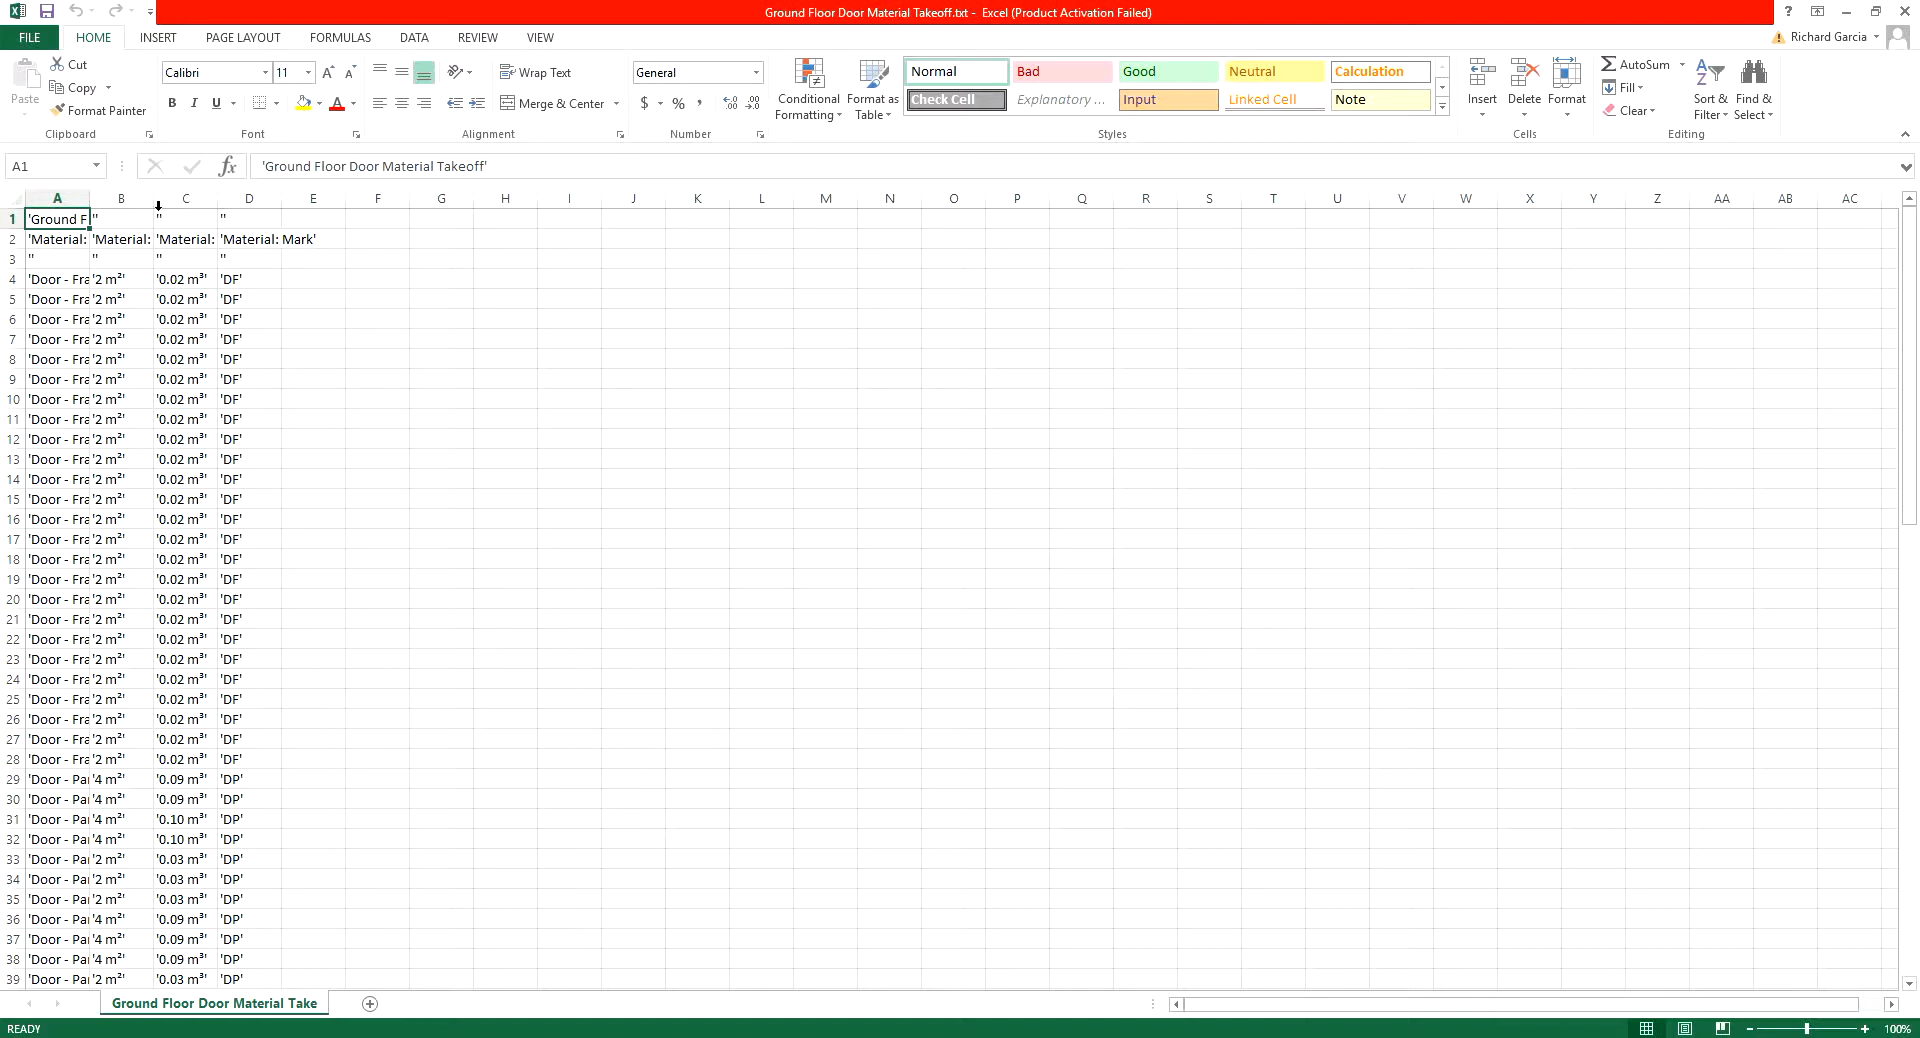 Ground Floor Door Material Takeoff.txt - Excel (Product Activation Failed)
FILE HOME INSERT PAGE LAYOUT FORMULAS DATA REVIEW VIEW Richard Garcia
Paste
Cut
Copy
Format Painter
Clipboard
Calibri 11
B I U
Font
Wrap Text
Merge & Center
Alignment
General
$ % ,
Number
Conditional Formatting
Format as Table
Normal Bad Good Neutral Calculation
Check Cell Explanatory ... Input Linked Cell Note
Styles
Insert Delete Format
Cells
AutoSum
Fill
Clear
Sort & Filter
Find & Select
Editing
A1 fx 'Ground Floor Door Material Takeoff'
A B C D E F G H I J K L M N O P Q R S T U V W X Y Z AA AB AC
1 'Ground F '' '' ''
2 'Material: 'Material: 'Material: 'Material: Mark'
3 '' '' '' ''
4 'Door - Fra '2 m²' '0.02 m³' 'DF'
5 'Door - Fra '2 m²' '0.02 m³' 'DF'
6 'Door - Fra '2 m²' '0.02 m³' 'DF'
7 'Door - Fra '2 m²' '0.02 m³' 'DF'
8 'Door - Fra '2 m²' '0.02 m³' 'DF'
9 'Door - Fra '2 m²' '0.02 m³' 'DF'
10 'Door - Fra '2 m²' '0.02 m³' 'DF'
11 'Door - Fra '2 m²' '0.02 m³' 'DF'
12 'Door - Fra '2 m²' '0.02 m³' 'DF'
13 'Door - Fra '2 m²' '0.02 m³' 'DF'
14 'Door - Fra '2 m²' '0.02 m³' 'DF'
15 'Door - Fra '2 m²' '0.02 m³' 'DF'
16 'Door - Fra '2 m²' '0.02 m³' 'DF'
17 'Door - Fra '2 m²' '0.02 m³' 'DF'
18 'Door - Fra '2 m²' '0.02 m³' 'DF'
19 'Door - Fra '2 m²' '0.02 m³' 'DF'
20 'Door - Fra '2 m²' '0.02 m³' 'DF'
21 'Door - Fra '2 m²' '0.02 m³' 'DF'
22 'Door - Fra '2 m²' '0.02 m³' 'DF'
23 'Door - Fra '2 m²' '0.02 m³' 'DF'
24 'Door - Fra '2 m²' '0.02 m³' 'DF'
25 'Door - Fra '2 m²' '0.02 m³' 'DF'
26 'Door - Fra '2 m²' '0.02 m³' 'DF'
27 'Door - Fra '2 m²' '0.02 m³' 'DF'
28 'Door - Fra '2 m²' '0.02 m³' 'DF'
29 'Door - Pa '4 m²' '0.09 m³' 'DP'
30 'Door - Pa '4 m²' '0.09 m³' 'DP'
31 'Door - Pa '4 m²' '0.10 m³' 'DP'
32 'Door - Pa '4 m²' '0.10 m³' 'DP'
33 'Door - Pa '2 m²' '0.03 m³' 'DP'
34 'Door - Pa '2 m²' '0.03 m³' 'DP'
35 'Door - Pa '2 m²' '0.03 m³' 'DP'
36 'Door - Pa '4 m²' '0.09 m³' 'DP'
37 'Door - Pa '4 m²' '0.09 m³' 'DP'
38 'Door - Pa '4 m²' '0.09 m³' 'DP'
39 'Door - Pa '2 m²' '0.03 m³' 'DP'
Ground Floor Door Material Take
READY 100%